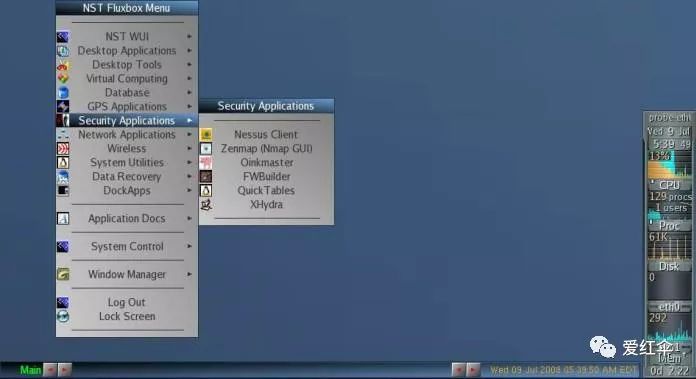 NST Fluxbox Menu
NST WUI
Desktop Applications
Desktop Tools
Virtual Computing
Database
GPS Applications
Security Applications
Network Applications
Wireless
System Utilities
Data Recovery
DockApps
Application Docs
System Control
Window Manager
Log Out
Lock Screen
Security Applications
Nessus Client
Zenmap (Nmap GUI)
Oinkmaster
FWBuilder
QuickTables
XHydra
probe-eth
Wed 9 Jul
5:39 49
13%
CPU
129 procs
1 users
Proc
61K
Disk
0
eth0
292
Mem
0d 2:22
爱红伞
Main
Wed 09 Jul 2008 05:39:50 AM EDT